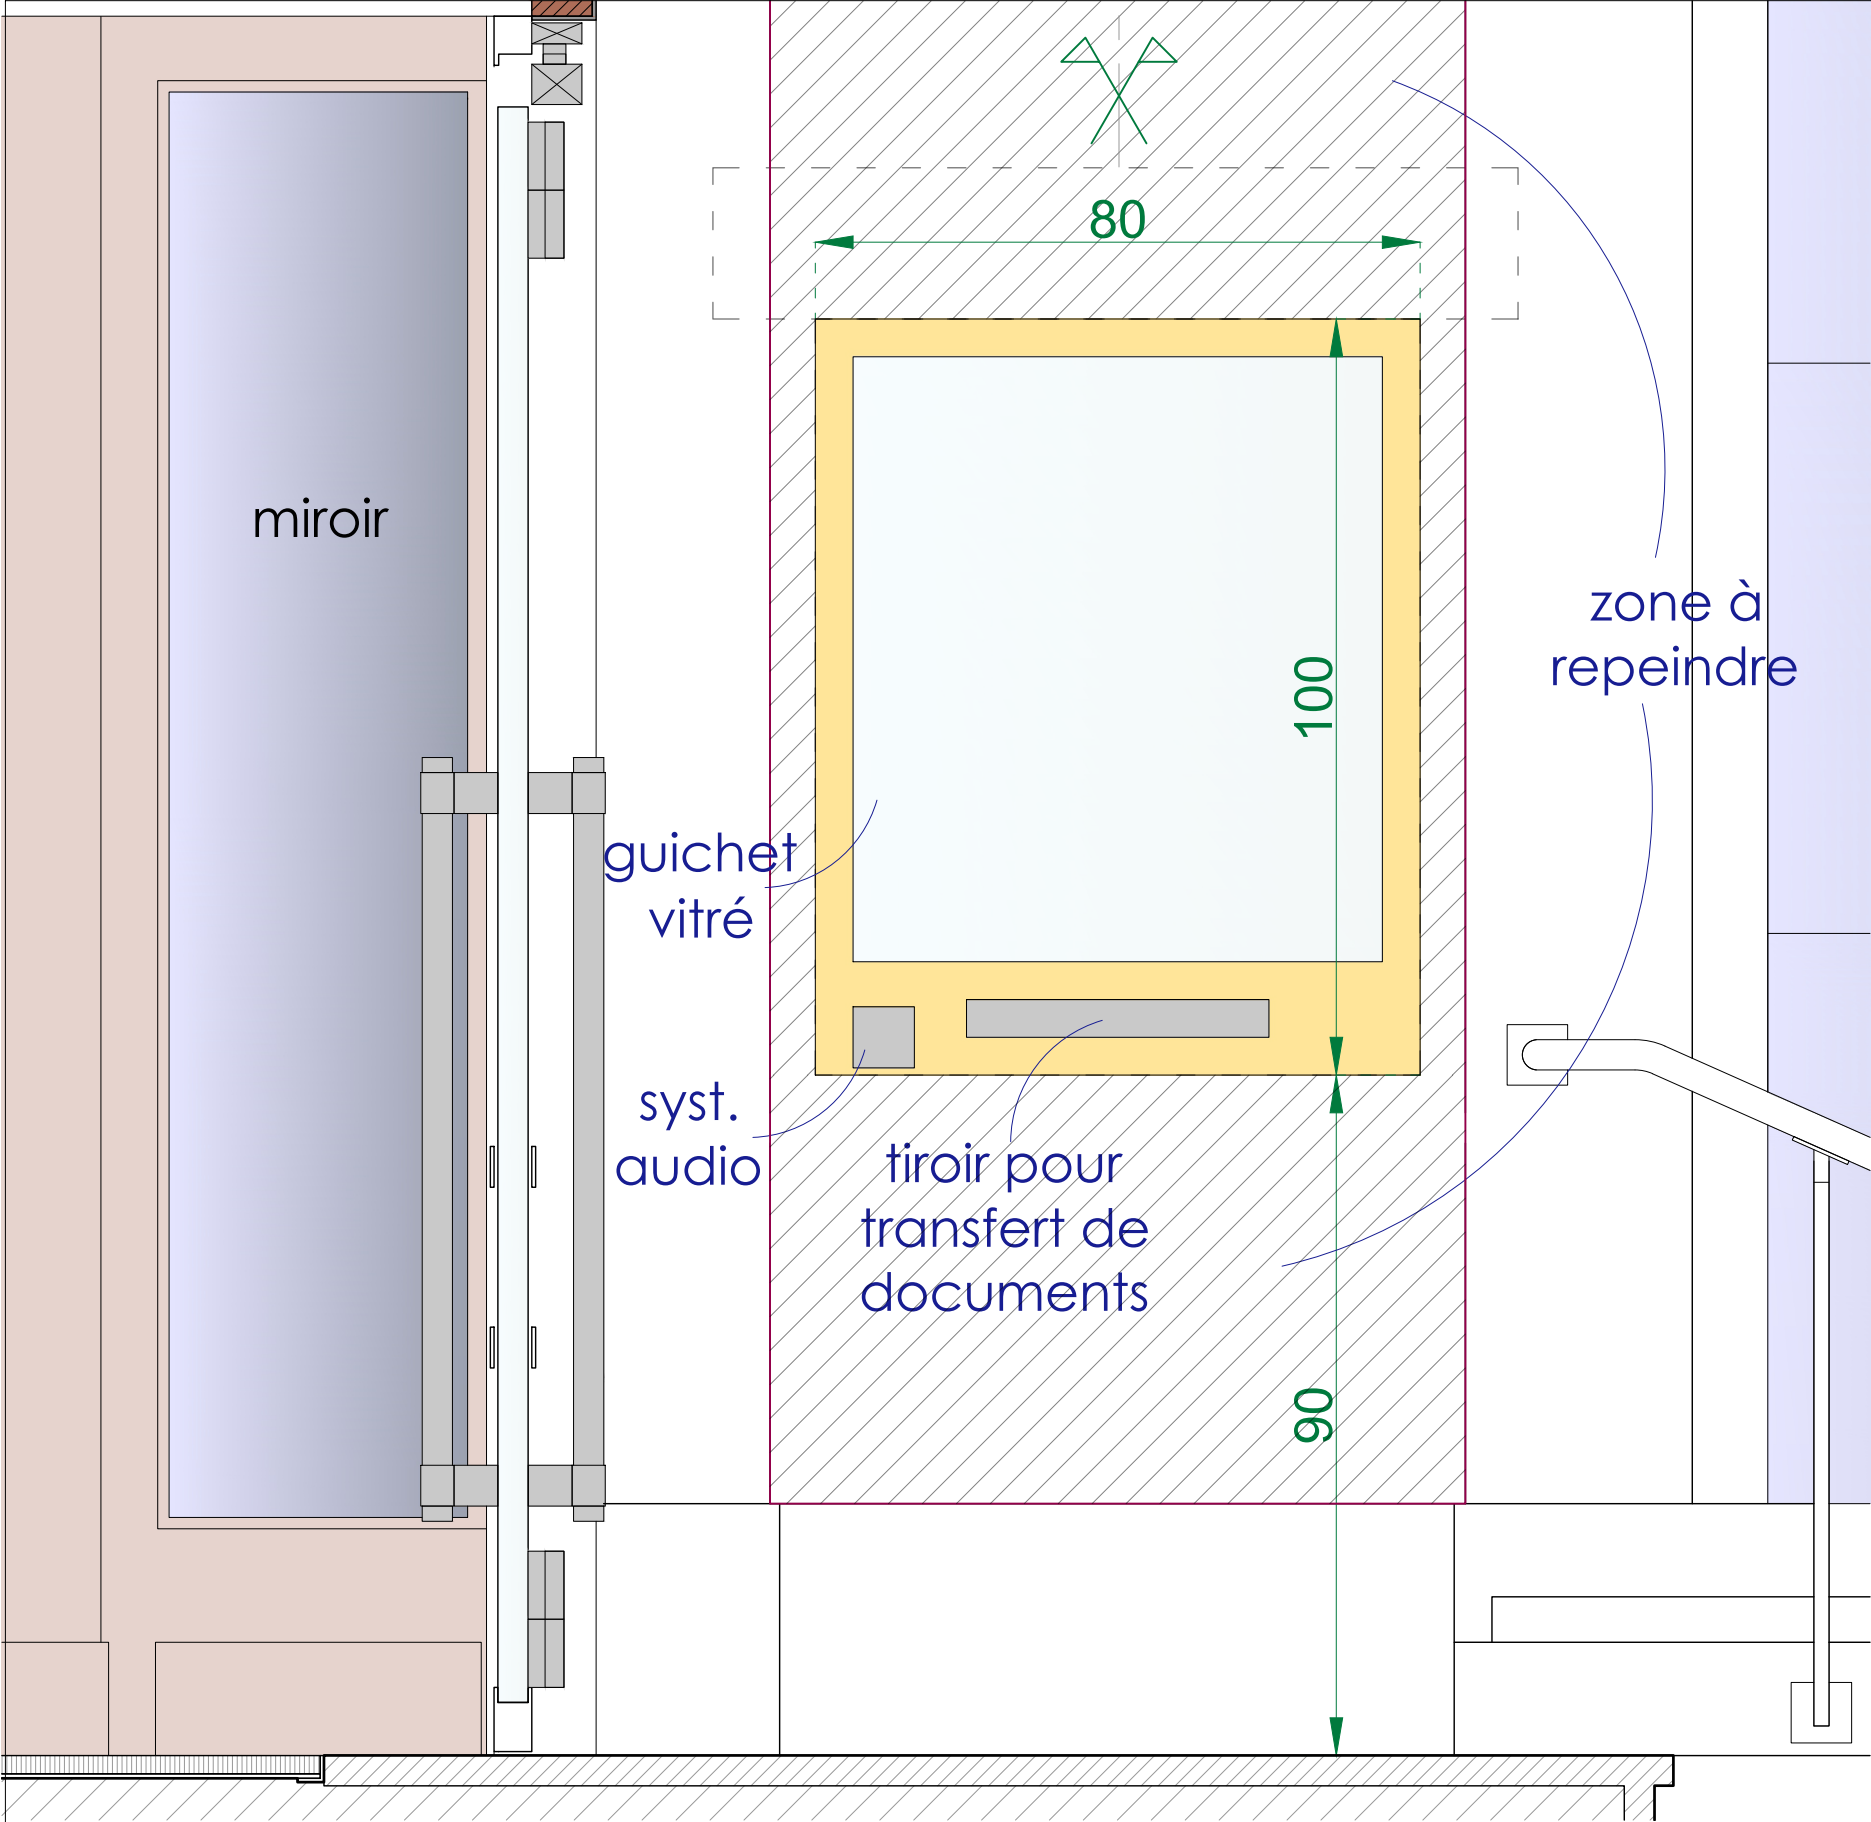 80
miroir
zone à
repeindre
100
guichet
vitré
syst.
audio
tiroir pour
transfert de
documents
90